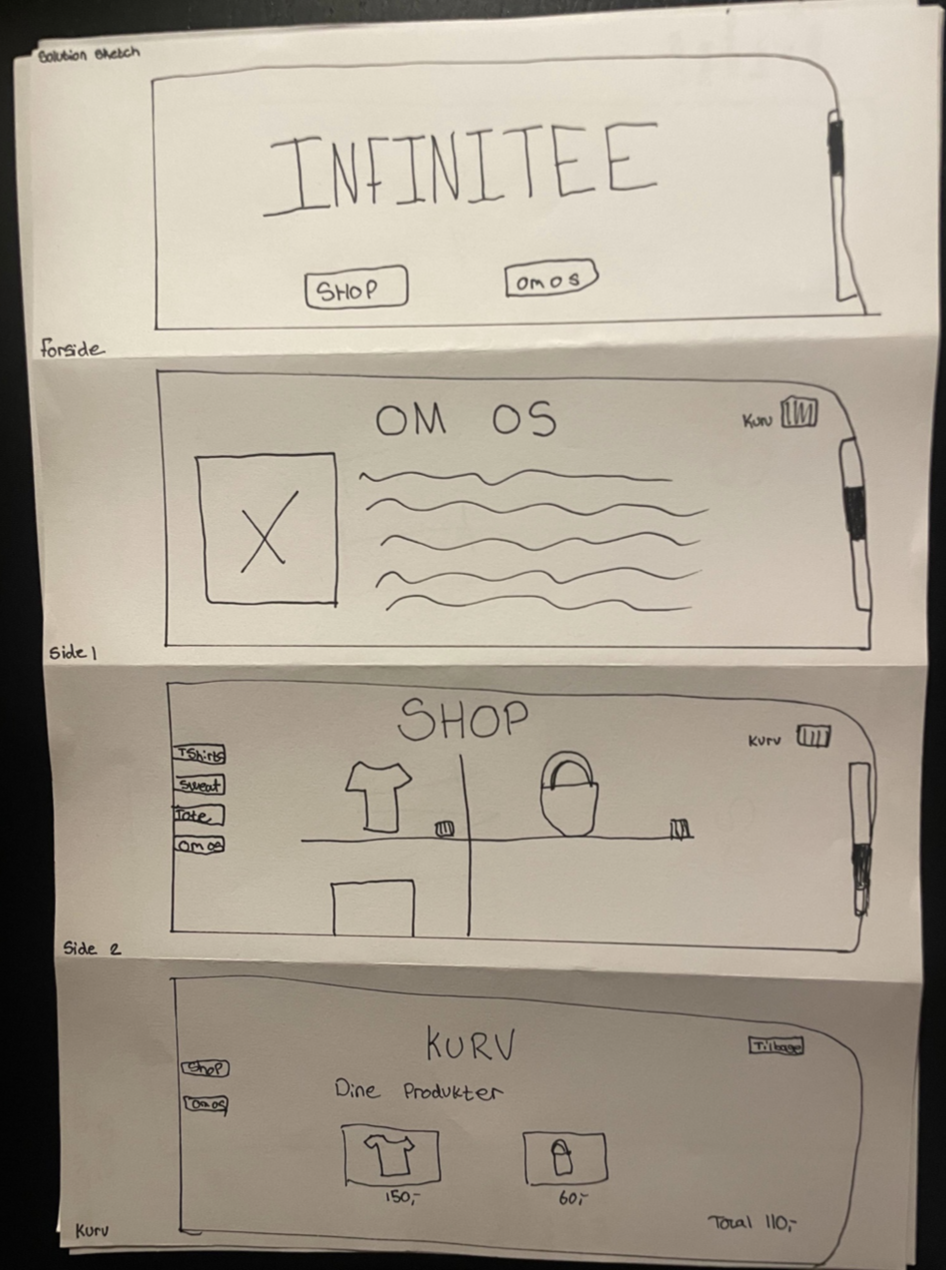 Solution Sketch
INFINITEE
SHOP
Om os
Forside
OM OS
Kurv
Side 1
SHOP
Kurv
TShirts
Sweat
Tote
Om os
Side 2
KURV
Tilbage
Shop
Om os
Dine Produkter
150,-
60,-
Total 110,-
Kurv